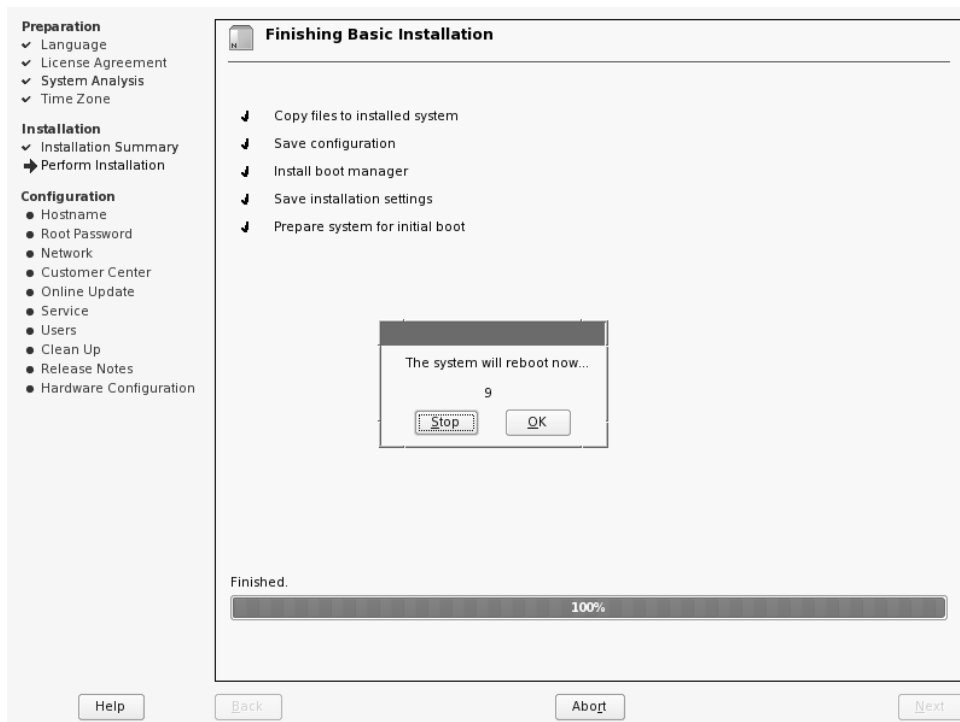 Preparation
Language
License Agreement
System Analysis
Time Zone
Installation
Installation Summary
Perform Installation
Configuration
Hostname
Root Password
Network
Customer Center
Online Update
Service
Users
Clean Up
Release Notes
Hardware Configuration
N
Finishing Basic Installation
Copy files to installed system
Save configuration
Install boot manager
Save installation settings
Prepare system for initial boot
The system will reboot now...
9
Stop OK
Finished.
100%
Help Back Abort Next